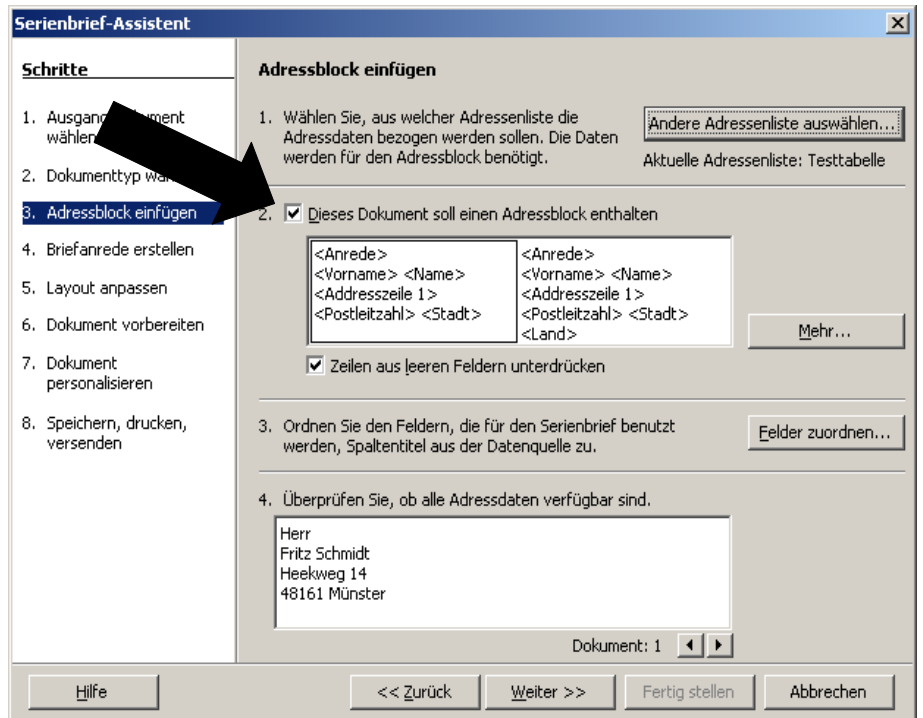 Serienbrief-Assistent
Schritte
1. Ausgang ument
wählen
2. Dokumenttyp wä
3. Adressblock einfügen
4. Briefanrede erstellen
5. Layout anpassen
6. Dokument vorbereiten
7. Dokument
personalisieren
8. Speichern, drucken,
versenden
Adressblock einfügen
1. Wählen Sie, aus welcher Adressenliste die
Adressdaten bezogen werden sollen. Die Daten
werden für den Adressblock benötigt.
Andere Adressenliste auswählen...
Aktuelle Adressenliste: Testtabelle
2. Dieses Dokument soll einen Adressblock enthalten
<Anrede>
<Vorname> <Name>
<Addresszeile 1>
<Postleitzahl> <Stadt>
<Anrede>
<Vorname> <Name>
<Addresszeile 1>
<Postleitzahl> <Stadt>
<Land>
Mehr...
Zeilen aus leeren Feldern unterdrücken
3. Ordnen Sie den Feldern, die für den Serienbrief benutzt
werden, Spaltentitel aus der Datenquelle zu.
Felder zuordnen...
4. Überprüfen Sie, ob alle Adressdaten verfügbar sind.
Herr
Fritz Schmidt
Heekweg 14
48161 Münster
Dokument: 1
Hilfe
<< Zurück
Weiter >>
Fertig stellen
Abbrechen